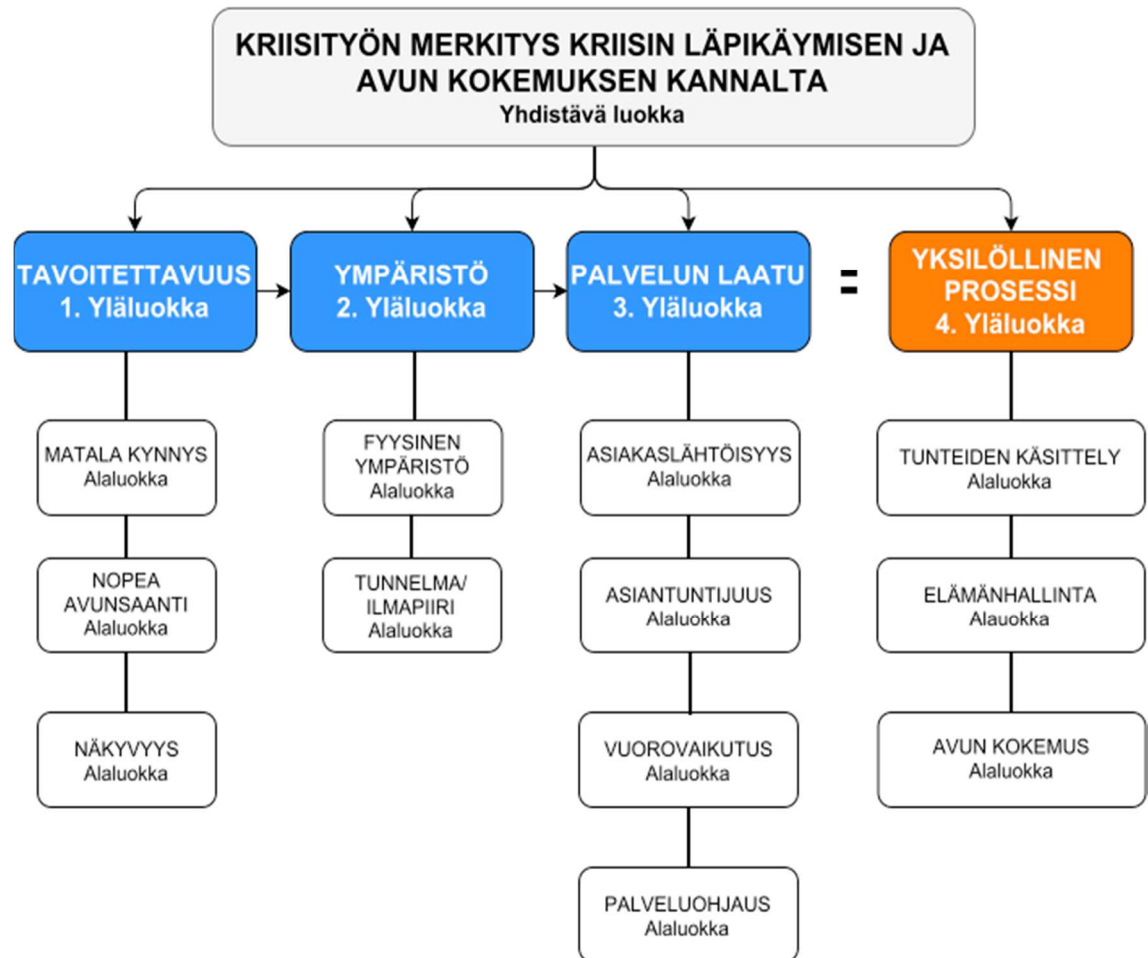 KRIISITYÖN MERKITYS KRIISIN LÄPIKÄYMISEN JA
AVUN KOKEMUKSEN KANNALTA
Yhdistävä luokka
TAVOITETTAVUUS
1. Yläluokka
YMPÄRISTÖ
2. Yläluokka
PALVELUN LAATU
3. Yläluokka
=
YKSILÖLLINEN
PROSESSI
4. Yläluokka
MATALA KYNNYS
Alaluokka
NOPEA
AVUNSAANTI
Alaluokka
NÄKYVYYS
Alaluokka
FYYSINEN
YMPÄRISTÖ
Alaluokka
TUNNELMA/
ILMAPIIRI
Alaluokka
ASIAKASLÄHTÖISYYS
Alaluokka
ASIANTUNTIJUUS
Alaluokka
VUOROVAIKUTUS
Alaluokka
PALVELUOHJAUS
Alaluokka
TUNTEIDEN KÄSITTELY
Alaluokka
ELÄMÄNHALLINTA
Alauokka
AVUN KOKEMUS
Alaluokka